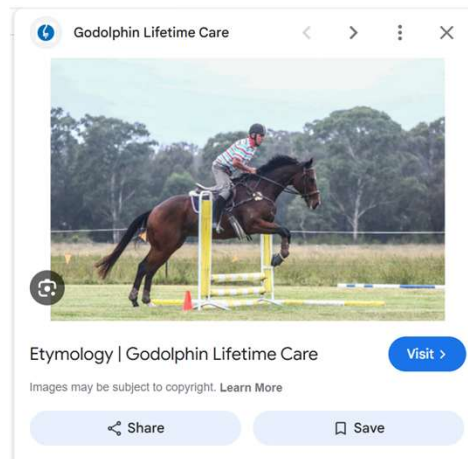 Godolphin Lifetime Care
Etymology | Godolphin Lifetime Care
Visit
Images may be subject to copyright. Learn More
Share
Save